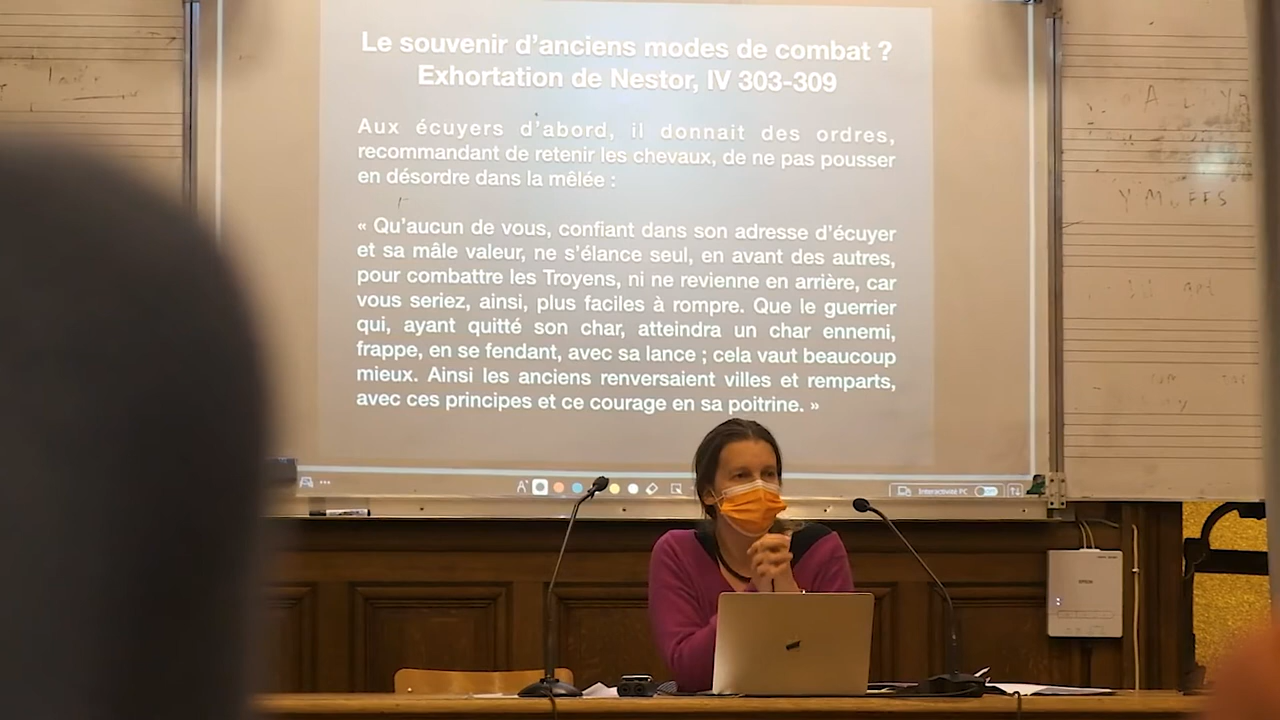 Le souvenir d'anciens modes de combat ?
Exhortation de Nestor, IV 303-309
Aux écuyers d'abord, il donnait des ordres,
recommandant de retenir les chevaux, de ne pas pousser
en désordre dans la mêlée :
« Qu'aucun de vous, confiant dans son adresse d'écuyer
et sa mâle valeur, ne s'élance seul, en avant des autres,
pour combattre les Troyens, ni ne revienne en arrière, car
vous seriez, ainsi, plus faciles à rompre. Que le guerrier
qui, ayant quitté son char, atteindra un char ennemi,
frappe, en se fendant, avec sa lance ; cela vaut beaucoup
mieux. Ainsi les anciens renversaient villes et remparts,
avec ces principes et ce courage en sa poitrine. »
Interactivité PC
EPSON